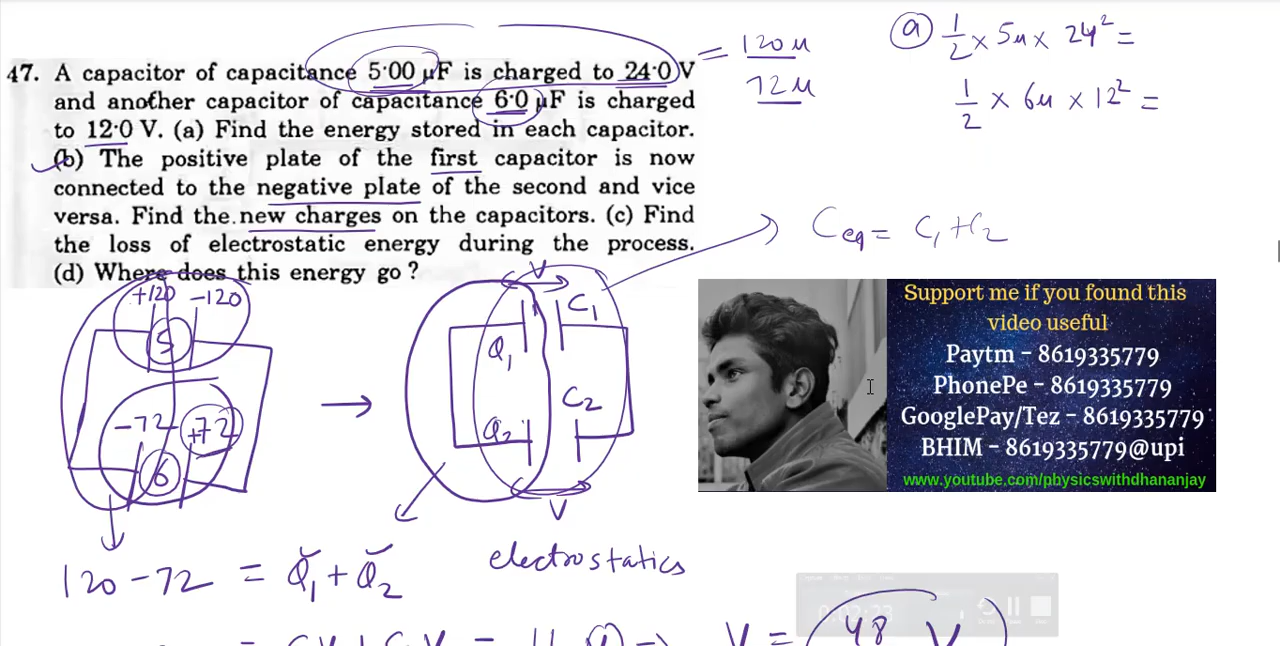 47. A capacitor of capacitance 5·00 μF is charged to 24·0 V
and another capacitor of capacitance 6·0 μF is charged
to 12·0 V. (a) Find the energy stored in each capacitor.
(b) The positive plate of the first capacitor is now
connected to the negative plate of the second and vice
versa. Find the new charges on the capacitors. (c) Find
the loss of electrostatic energy during the process.
(d) Where does this energy go ?
= 120 μ
72 μ
(a) 1/2 × 5μ × 24² =
1/2 × 6μ × 12² =
Ceq = C₁ + C₂
+120 -120
5
-72 +72
6
→
V
C₁
Q₁
C₂
Q₂
V
Support me if you found this
video useful
Paytm - 8619335779
PhonePe - 8619335779
GooglePay/Tez - 8619335779
BHIM - 8619335779@upi
www.youtube.com/physicswithdhananjay
120 - 72 = Q₁ + Q₂
electrostatics
0:02:23
V = 48 V